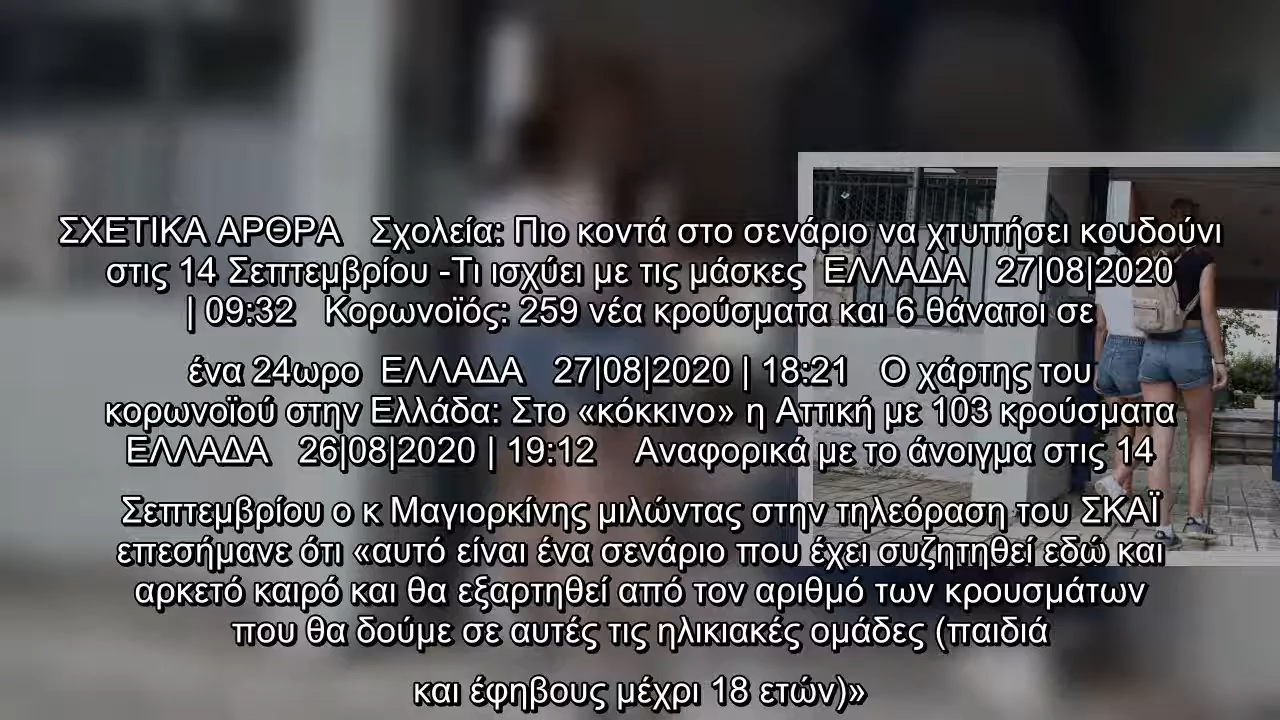 ΣΧΕΤΙΚΑ ΑΡΘΡΑ Σχολεία: Πιο κοντά στο σενάριο να χτυπήσει κουδούνι
στις 14 Σεπτεμβρίου -Τι ισχύει με τις μάσκες ΕΛΛΑΔΑ 27|08|2020
| 09:32 Κορωνοϊός: 259 νέα κρούσματα και 6 θάνατοι σε
ένα 24ωρο ΕΛΛΑΔΑ 27|08|2020 | 18:21 Ο χάρτης του
κορωνοϊού στην Ελλάδα: Στο «κόκκινο» η Αττική με 103 κρούσματα
ΕΛΛΑΔΑ 26|08|2020 | 19:12 Αναφορικά με το άνοιγμα στις 14
Σεπτεμβρίου ο κ Μαγιορκίνης μιλώντας στην τηλεόραση του ΣΚΑΪ
επεσήμανε ότι «αυτό είναι ένα σενάριο που έχει συζητηθεί εδώ και
αρκετό καιρό και θα εξαρτηθεί από τον αριθμό των κρουσμάτων
που θα δούμε σε αυτές τις ηλικιακές ομάδες (παιδιά
και έφηβους μέχρι 18 ετών)»